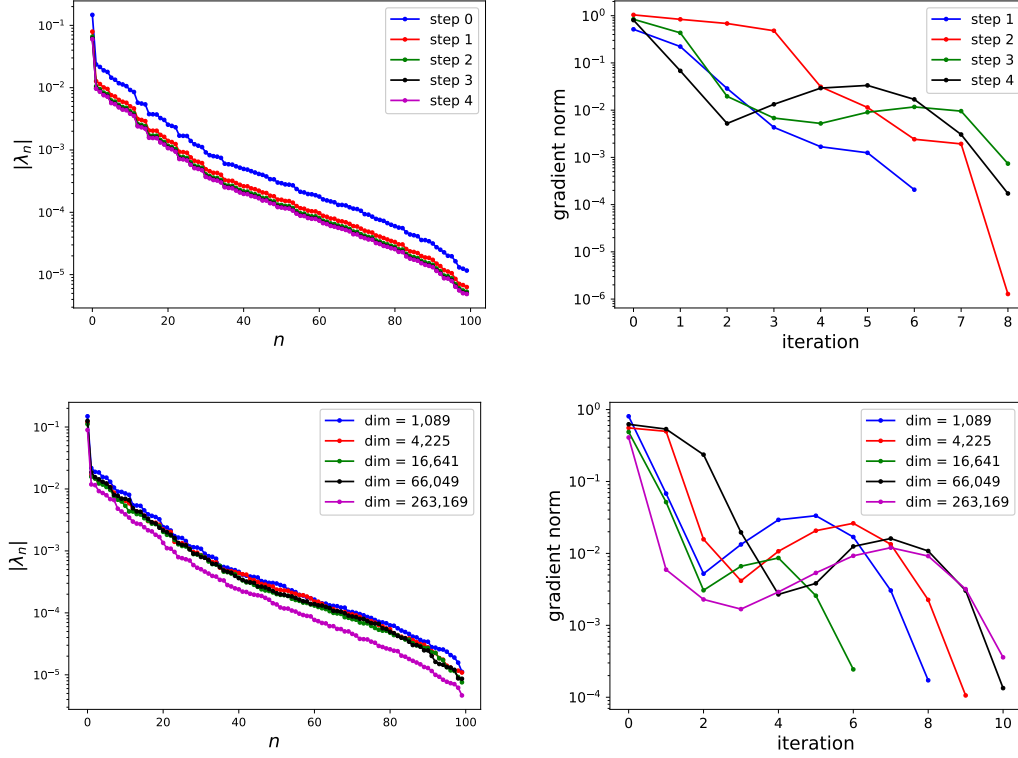 10⁻¹
10⁻²
10⁻³
10⁻⁴
10⁻⁵
|λₙ|
0 20 40 60 80 100
n
step 0
step 1
step 2
step 3
step 4
10⁰
10⁻¹
10⁻²
10⁻³
10⁻⁴
10⁻⁵
10⁻⁶
gradient norm
0 1 2 3 4 5 6 7 8
iteration
step 1
step 2
step 3
step 4
10⁻¹
10⁻²
10⁻³
10⁻⁴
10⁻⁵
|λₙ|
0 20 40 60 80 100
n
dim = 1,089
dim = 4,225
dim = 16,641
dim = 66,049
dim = 263,169
10⁰
10⁻¹
10⁻²
10⁻³
10⁻⁴
gradient norm
0 2 4 6 8 10
iteration
dim = 1,089
dim = 4,225
dim = 16,641
dim = 66,049
dim = 263,169